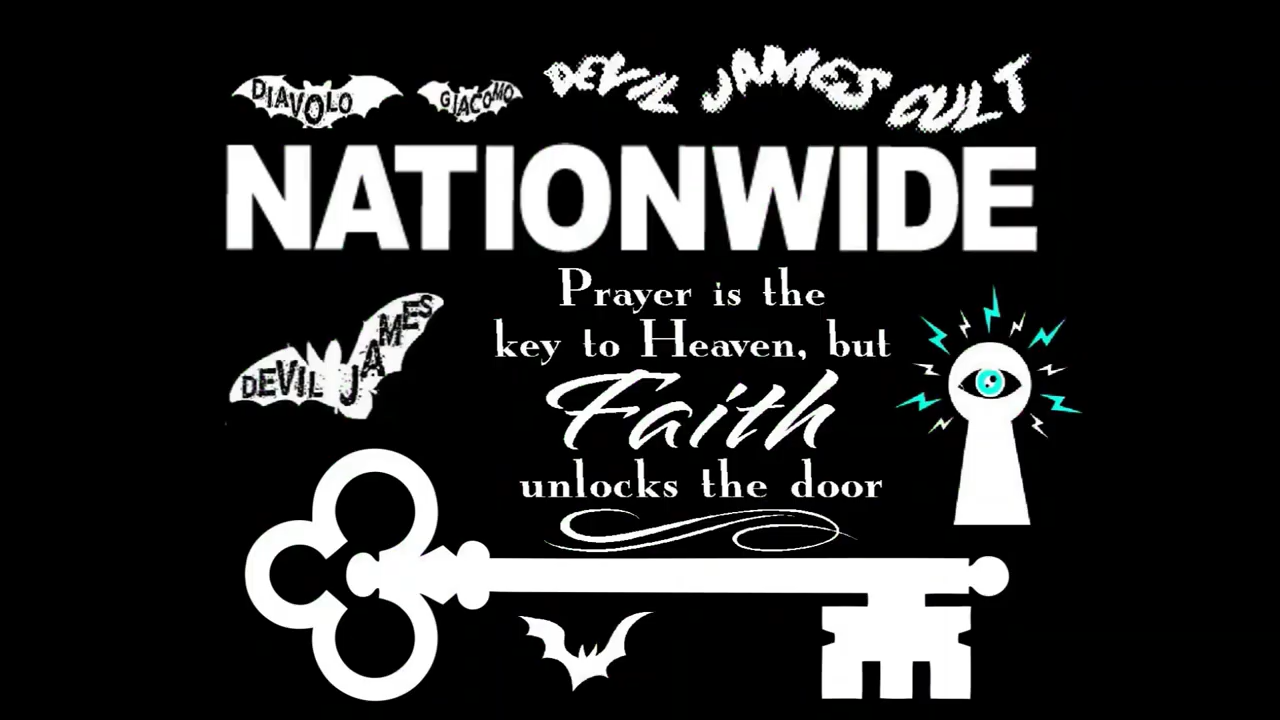 DIAVOLO GIACOMO DEVIL JAMES CULT
NATIONWIDE
DEVIL JAMES
Prayer is the
key to Heaven, but
Faith
unlocks the door